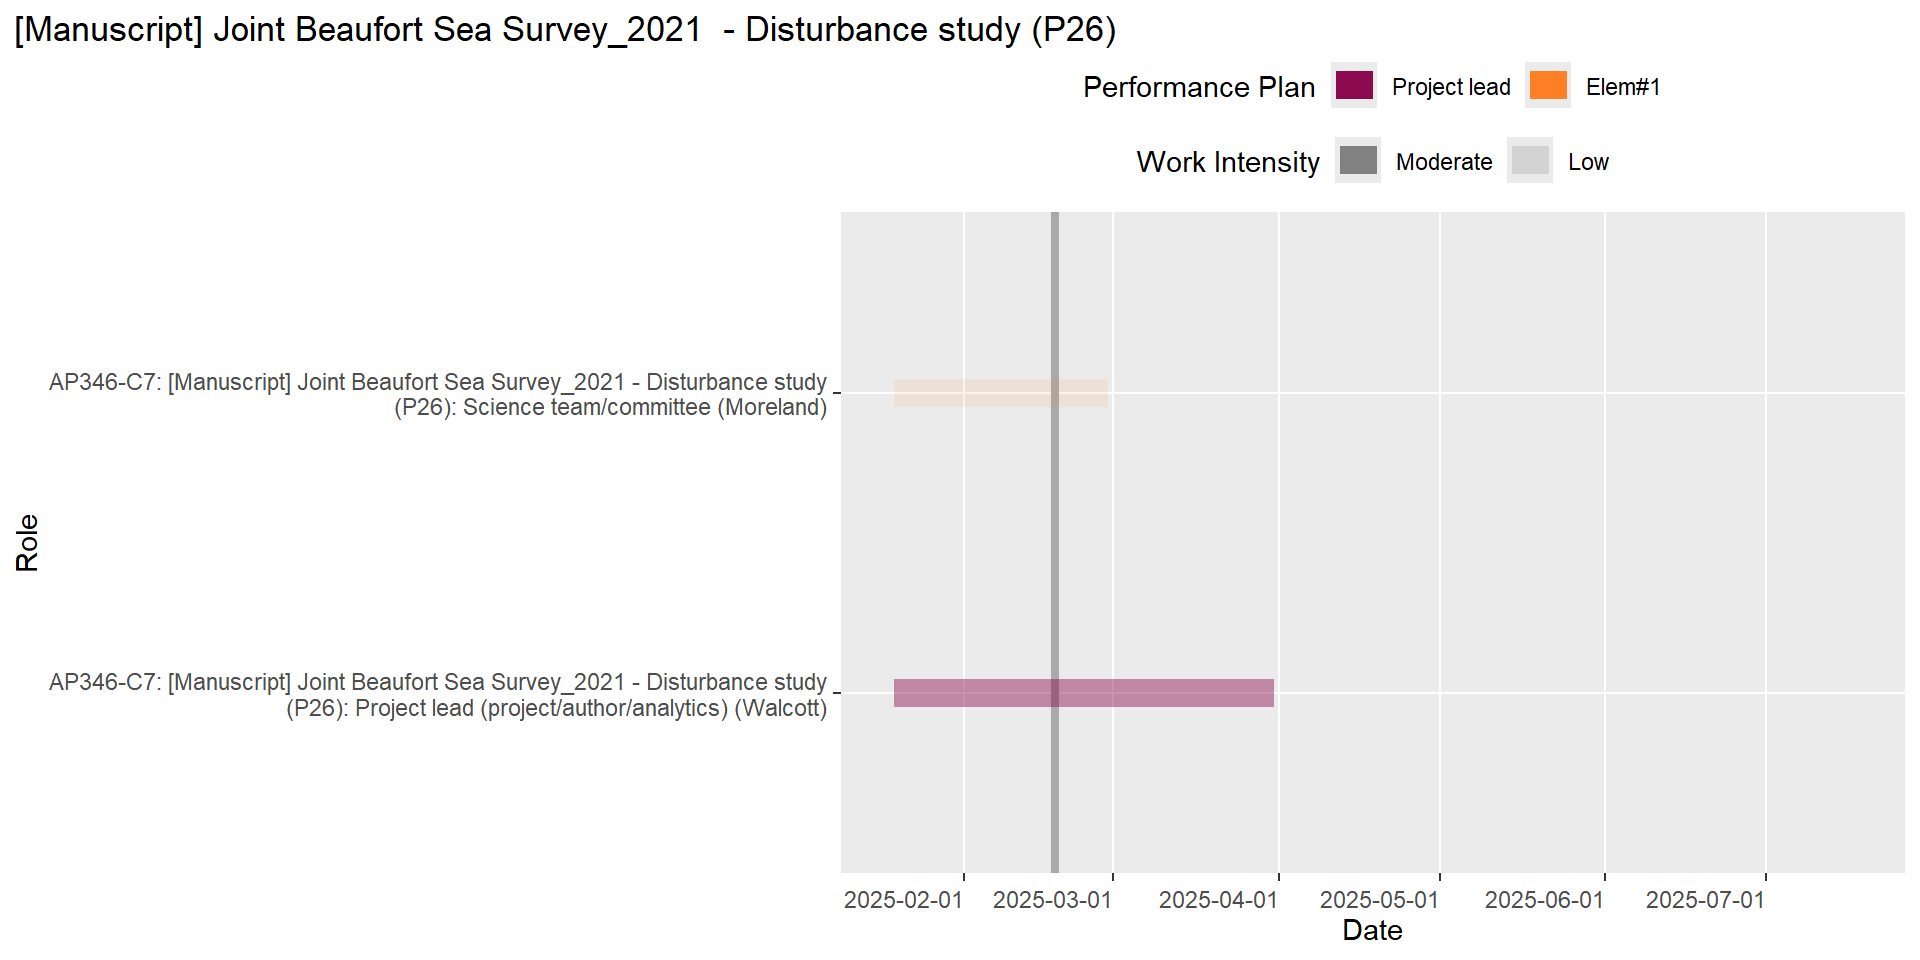 [Manuscript] Joint Beaufort Sea Survey_2021  - Disturbance study (P26)
Performance Plan Project lead Elem#1
Work Intensity Moderate Low
AP346-C7: [Manuscript] Joint Beaufort Sea Survey_2021 - Disturbance study
(P26): Science team/committee (Moreland)
Role
AP346-C7: [Manuscript] Joint Beaufort Sea Survey_2021 - Disturbance study
(P26): Project lead (project/author/analytics) (Walcott)
2025-02-01 2025-03-01 2025-04-01 2025-05-01 2025-06-01 2025-07-01
Date